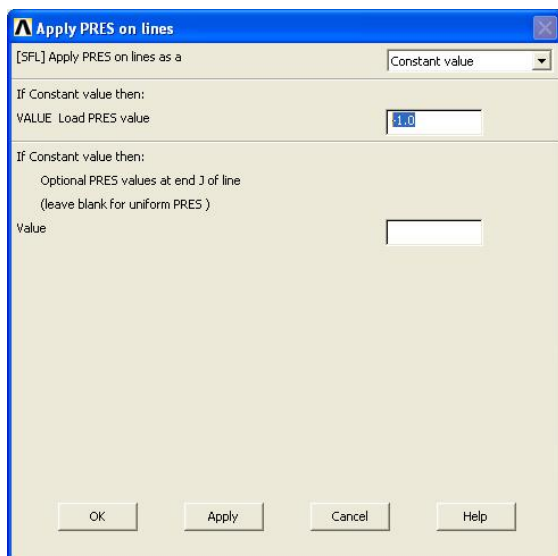 Apply PRES on lines
[SFL] Apply PRES on lines as a
Constant value
If Constant value then:
VALUE Load PRES value
-1.0
If Constant value then:
Optional PRES values at end J of line
(leave blank for uniform PRES )
Value
OK
Apply
Cancel
Help